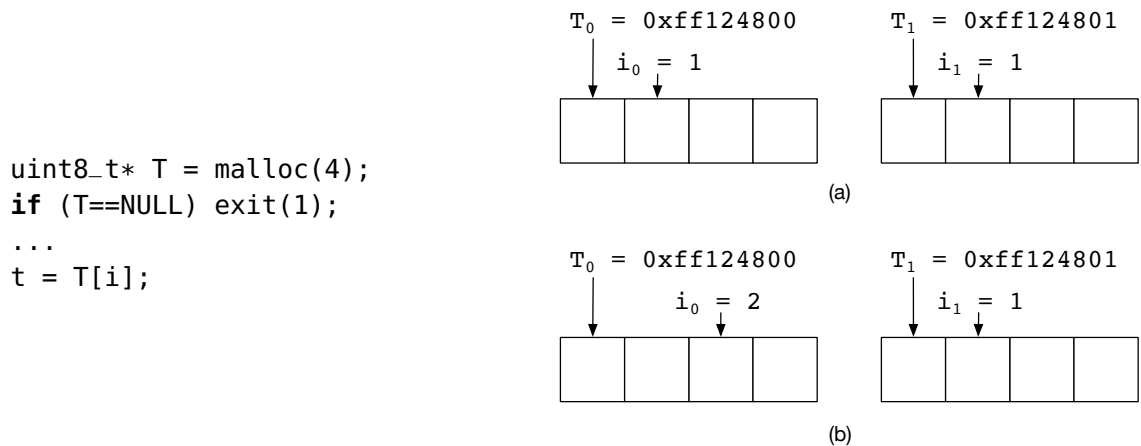 uint8_t* T = malloc(4);
if (T==NULL) exit(1);
...
t = T[i];
T₀ = 0xff124800
i₀ = 1
T₁ = 0xff124801
i₁ = 1
(a)
T₀ = 0xff124800
i₀ = 2
T₁ = 0xff124801
i₁ = 1
(b)